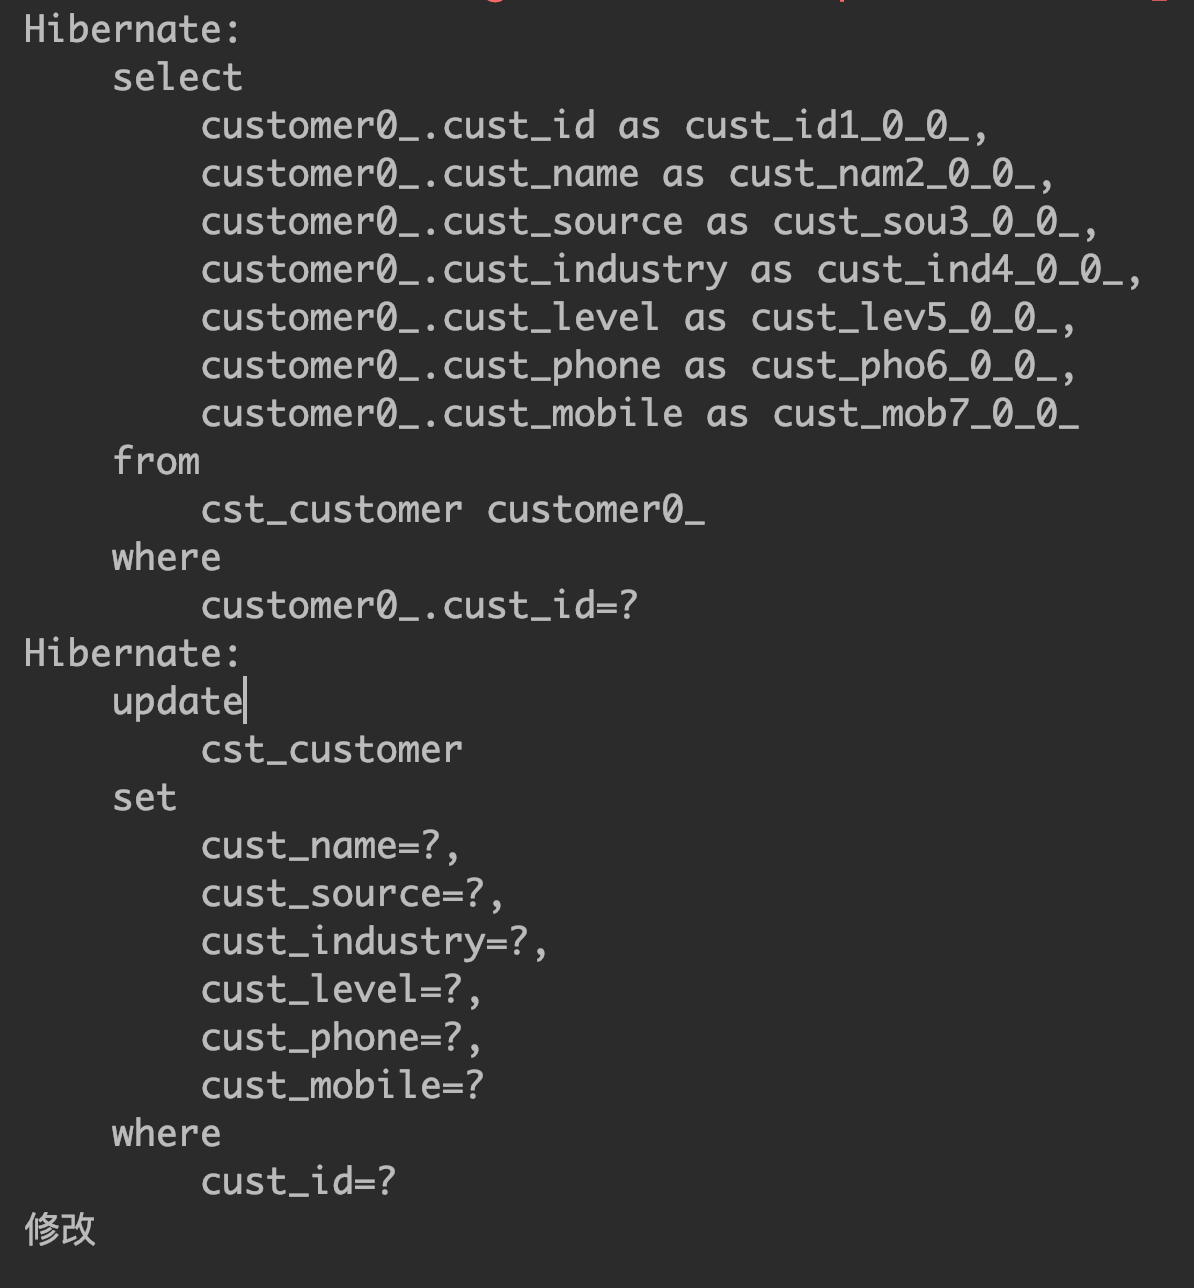 Hibernate:
select
customer0_.cust_id as cust_id1_0_0_,
customer0_.cust_name as cust_nam2_0_0_,
customer0_.cust_source as cust_sou3_0_0_,
customer0_.cust_industry as cust_ind4_0_0_,
customer0_.cust_level as cust_lev5_0_0_,
customer0_.cust_phone as cust_pho6_0_0_,
customer0_.cust_mobile as cust_mob7_0_0_
from
cst_customer customer0_
where
customer0_.cust_id=?
Hibernate:
update
cst_customer
set
cust_name=?,
cust_source=?,
cust_industry=?,
cust_level=?,
cust_phone=?,
cust_mobile=?
where
cust_id=?
修改